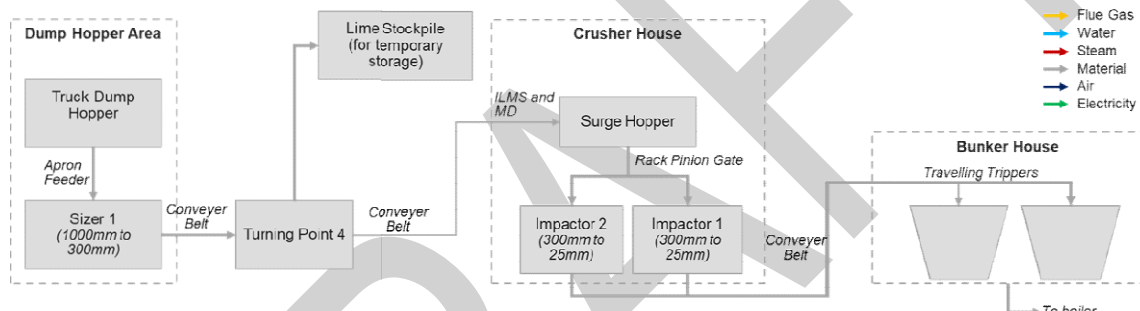 Dump Hopper Area
Truck Dump
Hopper
Apron
Feeder
Sizer 1
(1000mm to
300mm)
Conveyer
Belt
Turning Point 4
Lime Stockpile
(for temporary
storage)
Conveyer
Belt
Crusher House
ILMS and
MD
Surge Hopper
Rack Pinion Gate
Impactor 2
(300mm to
25mm)
Impactor 1
(300mm to
25mm)
Conveyer
Belt
Flue Gas
Water
Steam
Material
Air
Electricity
Bunker House
Travelling Trippers
To boiler